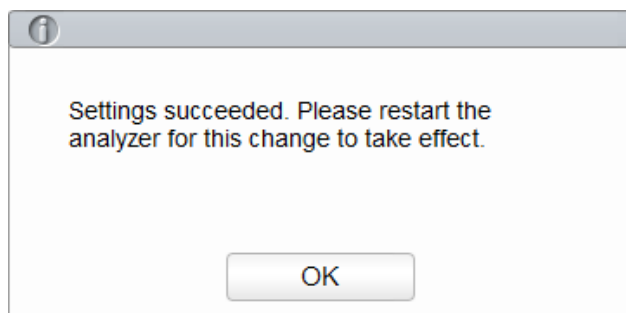 Settings succeeded. Please restart the
analyzer for this change to take effect.
OK